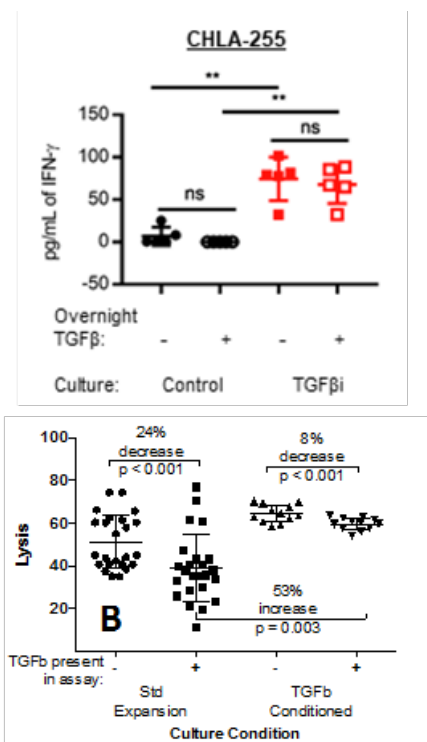 CHLA-255
**
**
ns
ns
pg/mL of IFN-γ
150
100
50
0
-50
Overnight
TGFβ: - + - +
Culture: Control TGFβi
24%
decrease
p < 0.001
8%
decrease
p < 0.001
Lysis
100
80
60
40
20
B
53%
increase
p = 0.003
TGFb present
in assay: - + - +
Std
Expansion
TGFb
Conditioned
Culture Condition